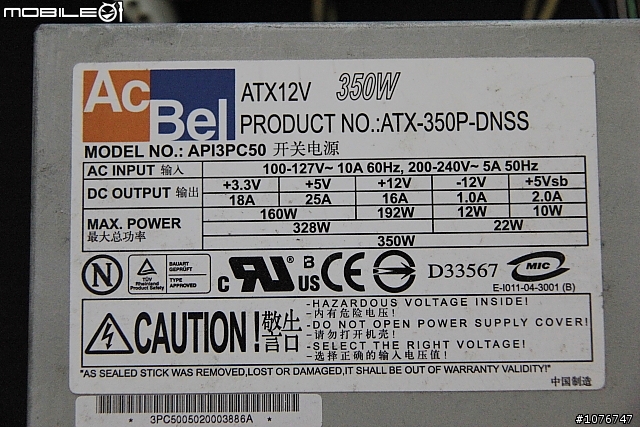 MOBILE01
AcBel
ATX12V 350W
PRODUCT NO.:ATX-350P-DNSS
MODEL NO.: API3PC50 开关电源
AC INPUT 输入 100-127V~ 10A 60Hz, 200-240V~ 5A 50Hz
DC OUTPUT 输出 +3.3V +5V +12V -12V +5Vsb
18A 25A 16A 1.0A 2.0A
MAX. POWER 160W 192W 12W 10W
最大总功率 328W 22W
350W
N
TÜV Rheinland Product Safety
BAUART GEPRÜFT
TYPE APPROVED
c RU ® B US CE D33567 MIC
E-I011-04-3001 (B)
CAUTION!
-HAZARDOUS VOLTAGE INSIDE!
-内有危险电压!
-DO NOT OPEN POWER SUPPLY COVER!
-请勿打开机壳!
-SELECT THE RIGHT VOLTAGE!
-选择正确的输入电压值!
"AS SEALED STICK WAS REMOVED,LOST OR DAMAGED,IT SHALL BE OUT OF WARRANTY VALIDITY!"
中国制造
* 3PC5005020003886A *
#1076747